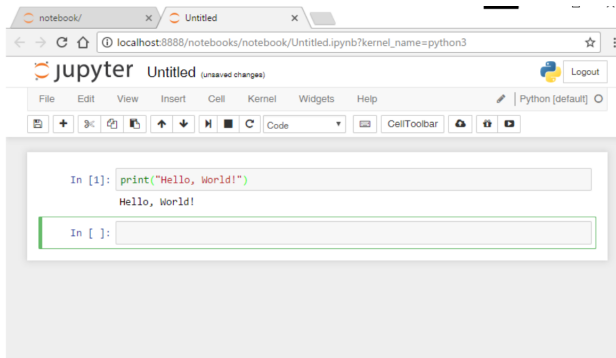 notebook/ Untitled
localhost:8888/notebooks/notebook/Untitled.ipynb?kernel_name=python3
jupyter Untitled (unsaved changes) Logout
File Edit View Insert Cell Kernel Widgets Help Python [default]
Code CellToolbar
In [1]: print("Hello, World!")
Hello, World!
In [ ]: